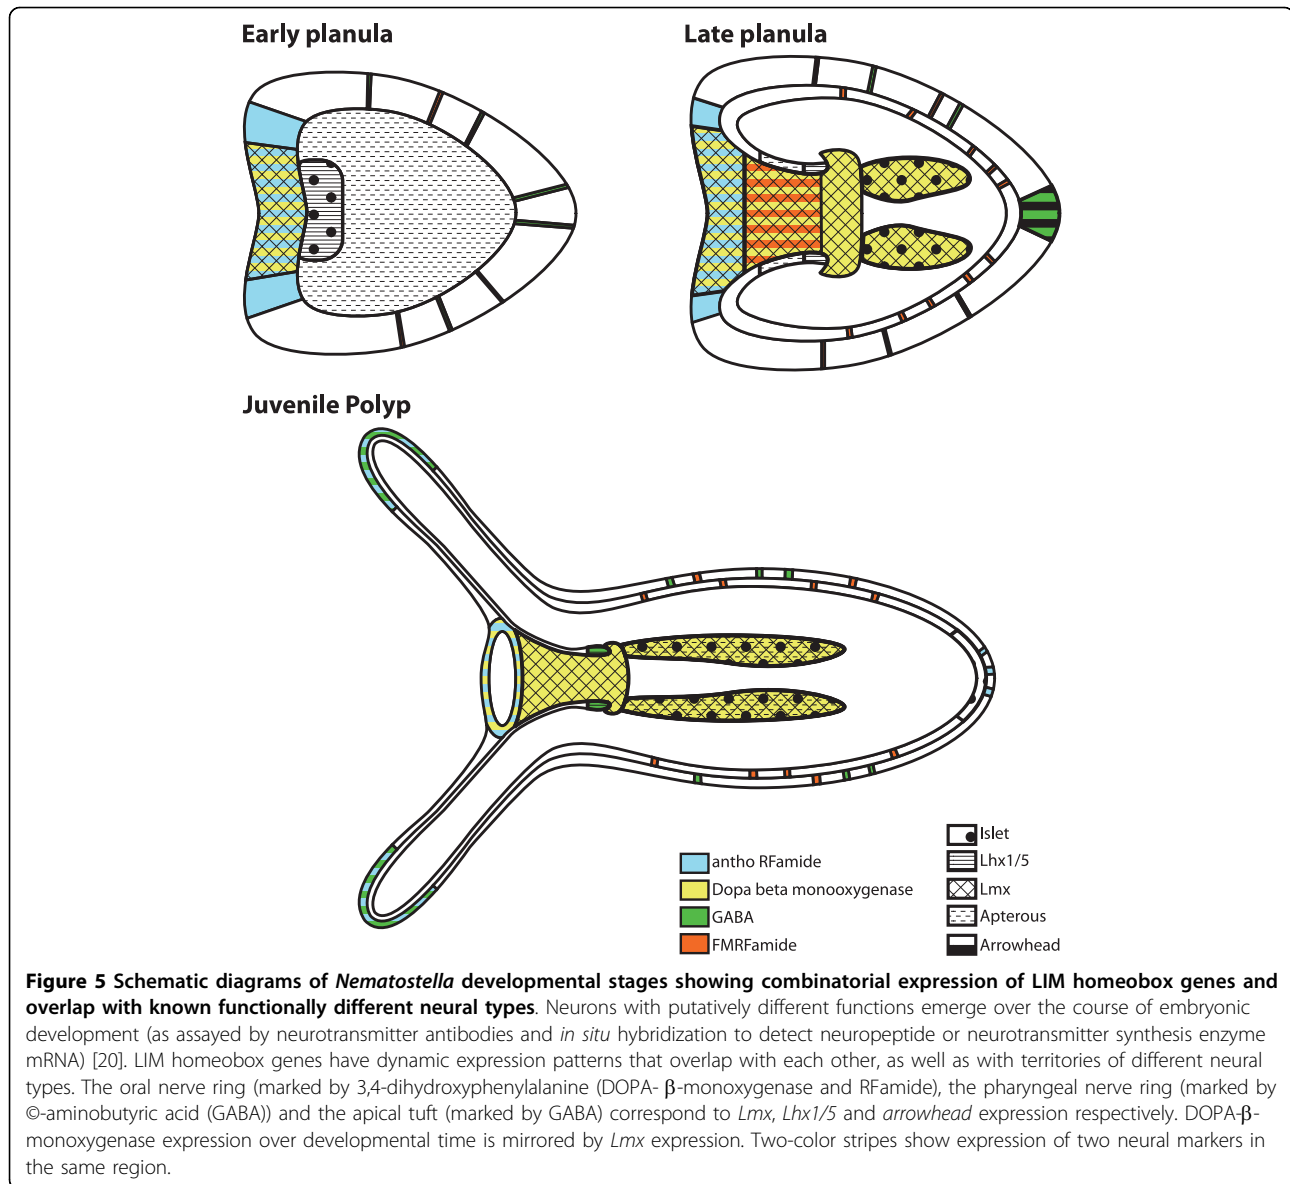 Early planula
Late planula
Juvenile Polyp
antho RFamide
Dopa beta monooxygenase
GABA
FMRFamide
Islet
Lhx1/5
Lmx
Apterous
Arrowhead
Figure 5 Schematic diagrams of Nematostella developmental stages showing combinatorial expression of LIM homeobox genes and
overlap with known functionally different neural types. Neurons with putatively different functions emerge over the course of embryonic
development (as assayed by neurotransmitter antibodies and in situ hybridization to detect neuropeptide or neurotransmitter synthesis enzyme
mRNA) [20]. LIM homeobox genes have dynamic expression patterns that overlap with each other, as well as with territories of different neural
types. The oral nerve ring (marked by 3,4-dihydroxyphenylalanine (DOPA- β-monoxygenase and RFamide), the pharyngeal nerve ring (marked by
©-aminobutyric acid (GABA)) and the apical tuft (marked by GABA) correspond to Lmx, Lhx1/5 and arrowhead expression respectively. DOPA-β-
monoxygenase expression over developmental time is mirrored by Lmx expression. Two-color stripes show expression of two neural markers in
the same region.